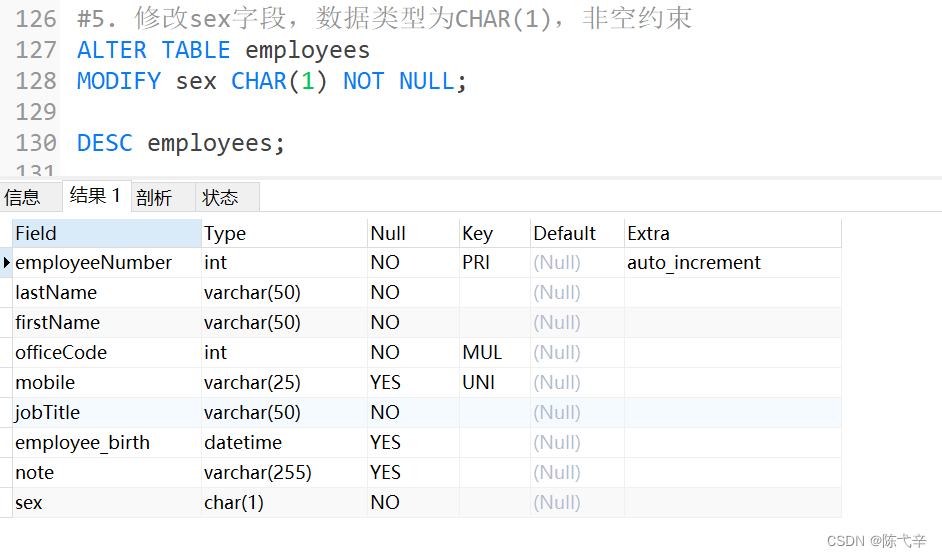 126 #5. 修改sex字段，数据类型为CHAR(1)，非空约束
127 ALTER TABLE employees
128 MODIFY sex CHAR(1) NOT NULL;
129
130 DESC employees;
131
信息 结果 1 剖析 状态
Field Type Null Key Default Extra
employeeNumber int NO PRI (Null) auto_increment
lastName varchar(50) NO (Null)
firstName varchar(50) NO (Null)
officeCode int NO MUL (Null)
mobile varchar(25) YES UNI (Null)
jobTitle varchar(50) NO (Null)
employee_birth datetime YES (Null)
note varchar(255) YES (Null)
sex char(1) NO (Null)
CSDN @陈弋辛